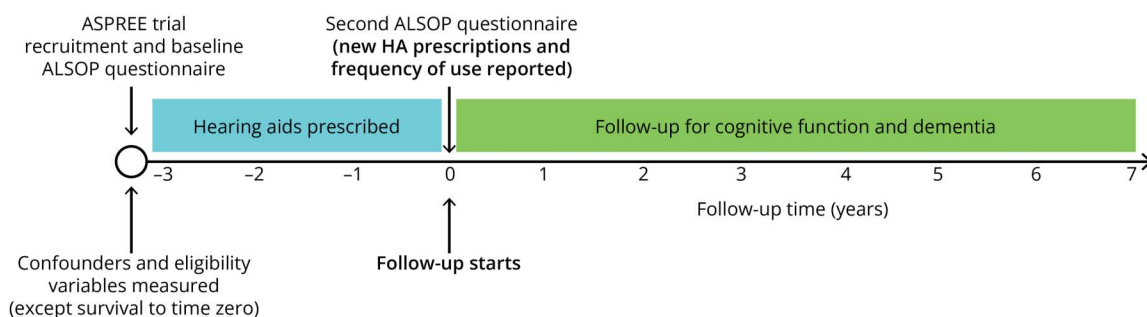 ASPREE trial
recruitment and baseline
ALSOP questionnaire
Second ALSOP questionnaire
(new HA prescriptions and
frequency of use reported)
Hearing aids prescribed
Follow-up for cognitive function and dementia
–3 –2 –1 0 1 2 3 4 5 6 7
Follow-up time (years)
Confounders and eligibility
variables measured
(except survival to time zero)
Follow-up starts